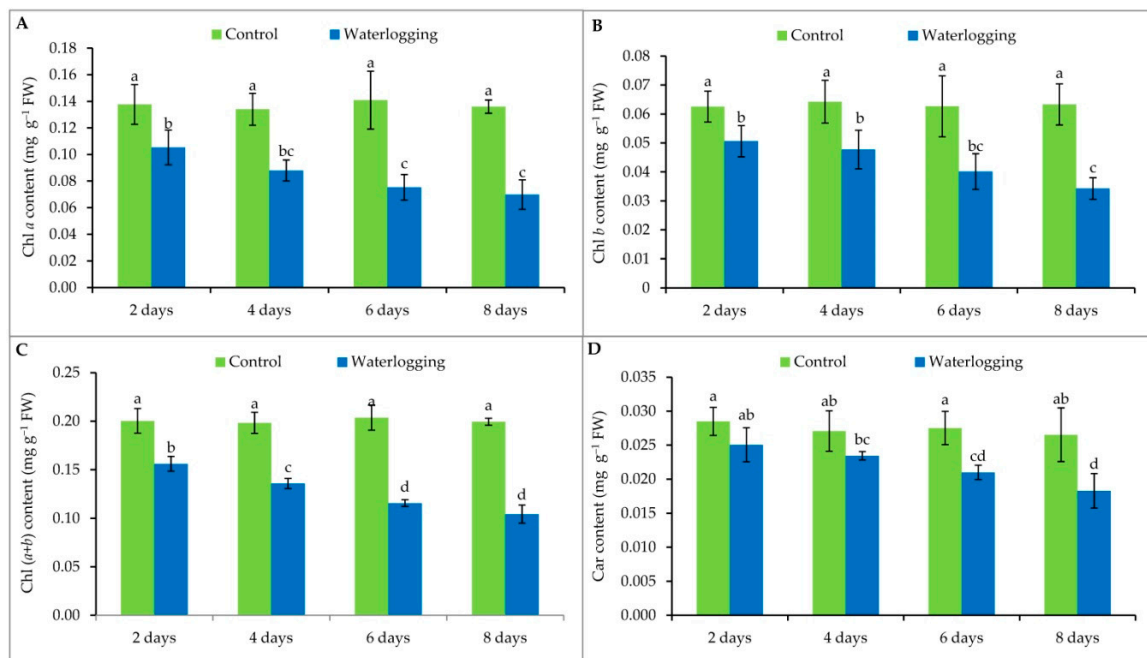 A
Control Waterlogging
Chl a content (mg g⁻¹ FW)
0.18
0.16
0.14
0.12
0.10
0.08
0.06
0.04
0.02
0.00
a b a bc a c a c
2 days 4 days 6 days 8 days
B
Control Waterlogging
Chl b content (mg g⁻¹ FW)
0.08
0.07
0.06
0.05
0.04
0.03
0.02
0.01
0
a b a b a bc a c
2 days 4 days 6 days 8 days
C
Control Waterlogging
Chl (a+b) content (mg g⁻¹ FW)
0.25
0.20
0.15
0.10
0.05
0.00
a b a c a d a d
2 days 4 days 6 days 8 days
D
Control Waterlogging
Car content (mg g⁻¹ FW)
0.035
0.030
0.025
0.020
0.015
0.010
0.005
0.000
a ab ab bc a cd ab d
2 days 4 days 6 days 8 days